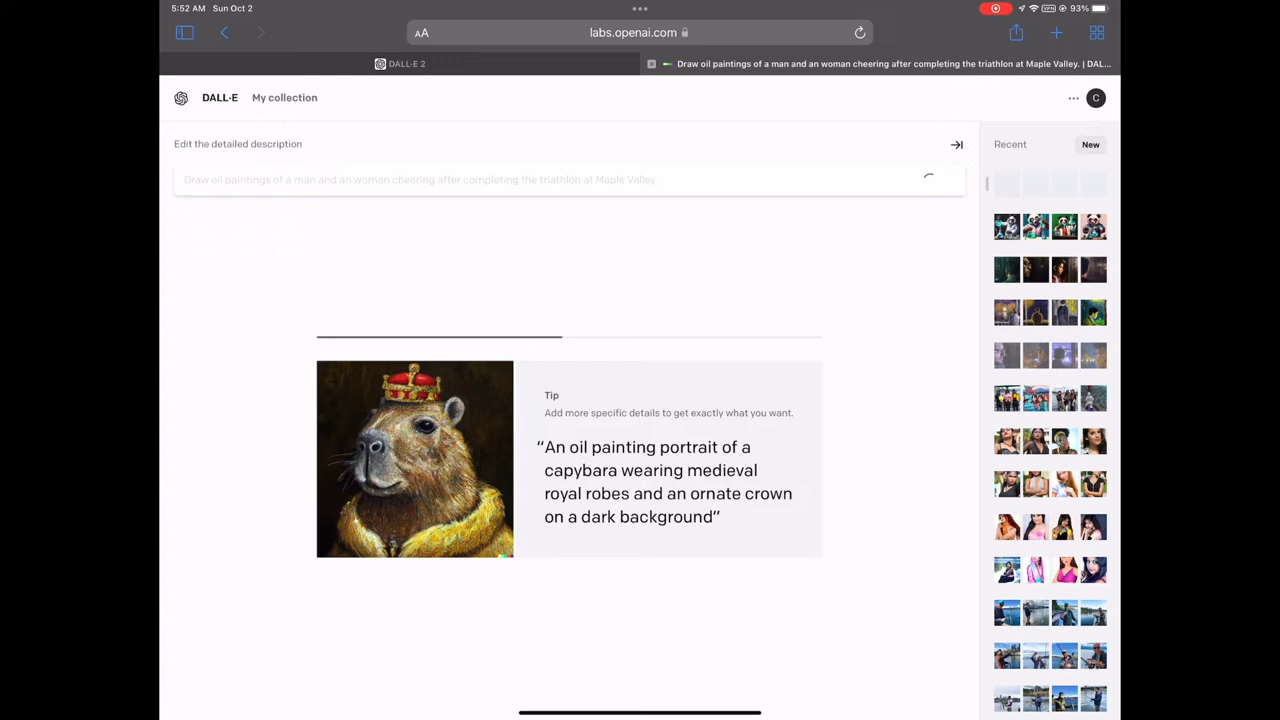 5:52 AM Sun Oct 2
VPN 93%
AA labs.openai.com
DALL·E 2
Draw oil paintings of a man and an woman cheering after completing the triathlon at Maple Valley. | DAL...
DALL·E My collection
C
Edit the detailed description
Recent New
Draw oil paintings of a man and an woman cheering after completing the triathlon at Maple Valley.
Tip
Add more specific details to get exactly what you want.
“An oil painting portrait of a
capybara wearing medieval
royal robes and an ornate crown
on a dark background”